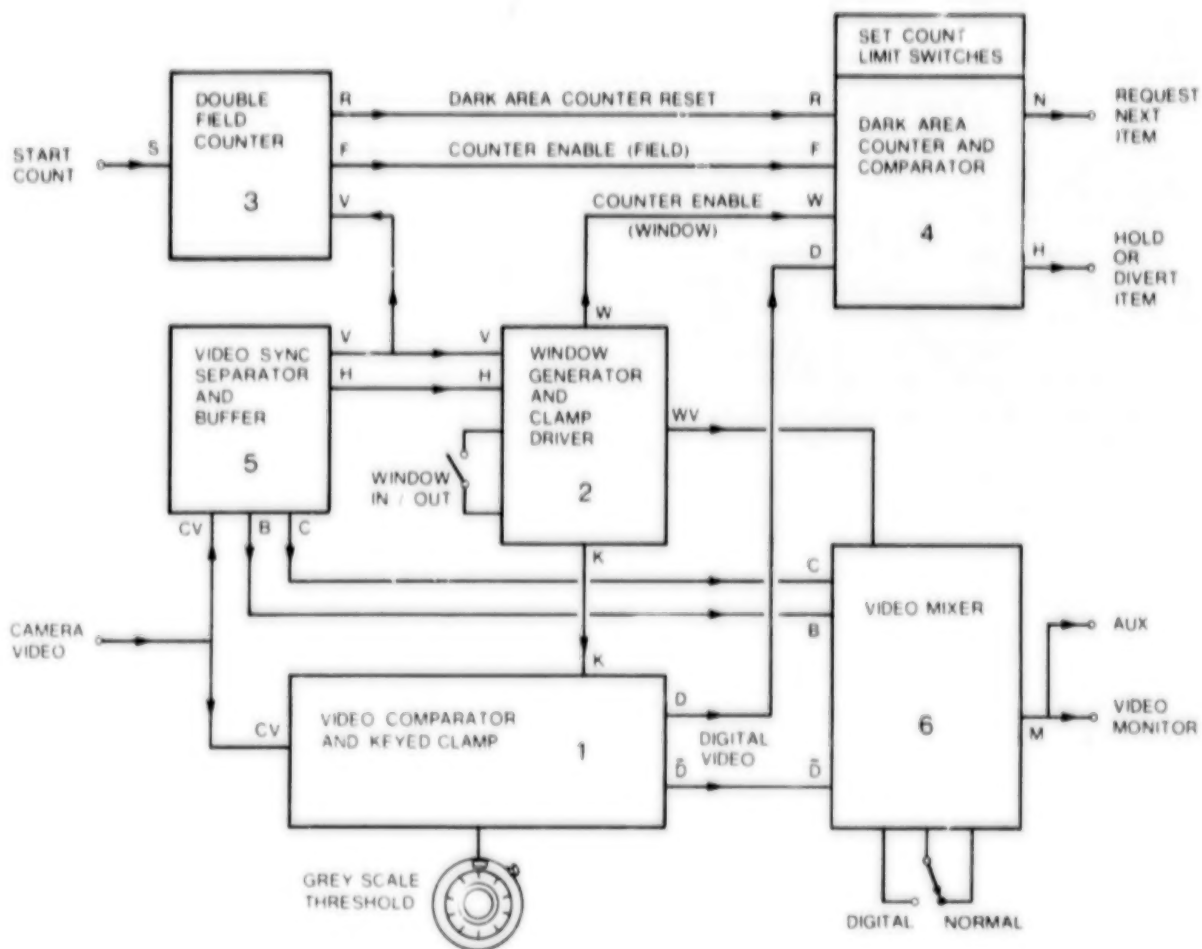 SET COUNT
LIMIT SWITCHES
DOUBLE
FIELD
COUNTER
3
R
DARK AREA COUNTER RESET
R
F
COUNTER ENABLE (FIELD)
F
V
START
COUNT
S
COUNTER ENABLE
(WINDOW)
W
D
DARK AREA
COUNTER AND
COMPARATOR
4
N
REQUEST
NEXT
ITEM
H
HOLD
OR
DIVERT
ITEM
VIDEO SYNC
SEPARATOR
AND
BUFFER
5
V
H
V
H
W
WINDOW
GENERATOR
AND
CLAMP
DRIVER
2
WV
WINDOW
IN / OUT
CV
B
C
K
C
B
CAMERA
VIDEO
K
VIDEO MIXER
6
AUX
M
VIDEO
MONITOR
CV
VIDEO COMPARATOR
AND KEYED CLAMP
1
D
DIGITAL
VIDEO
D̄
D̄
GREY SCALE
THRESHOLD
DIGITAL
NORMAL